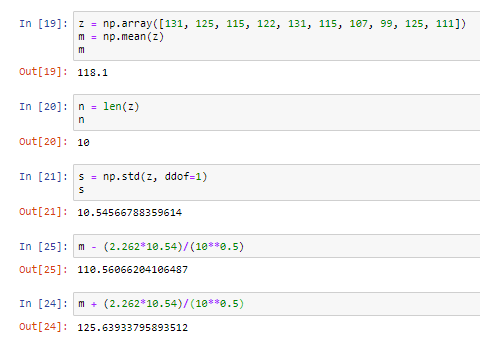 In [19]: z = np.array([131, 125, 115, 122, 131, 115, 107, 99, 125, 111])
m = np.mean(z)
m
Out[19]: 118.1
In [20]: n = len(z)
n
Out[20]: 10
In [21]: s = np.std(z, ddof=1)
s
Out[21]: 10.54566788359614
In [25]: m - (2.262*10.54)/(10**0.5)
Out[25]: 110.56066204106487
In [24]: m + (2.262*10.54)/(10**0.5)
Out[24]: 125.63933795893512